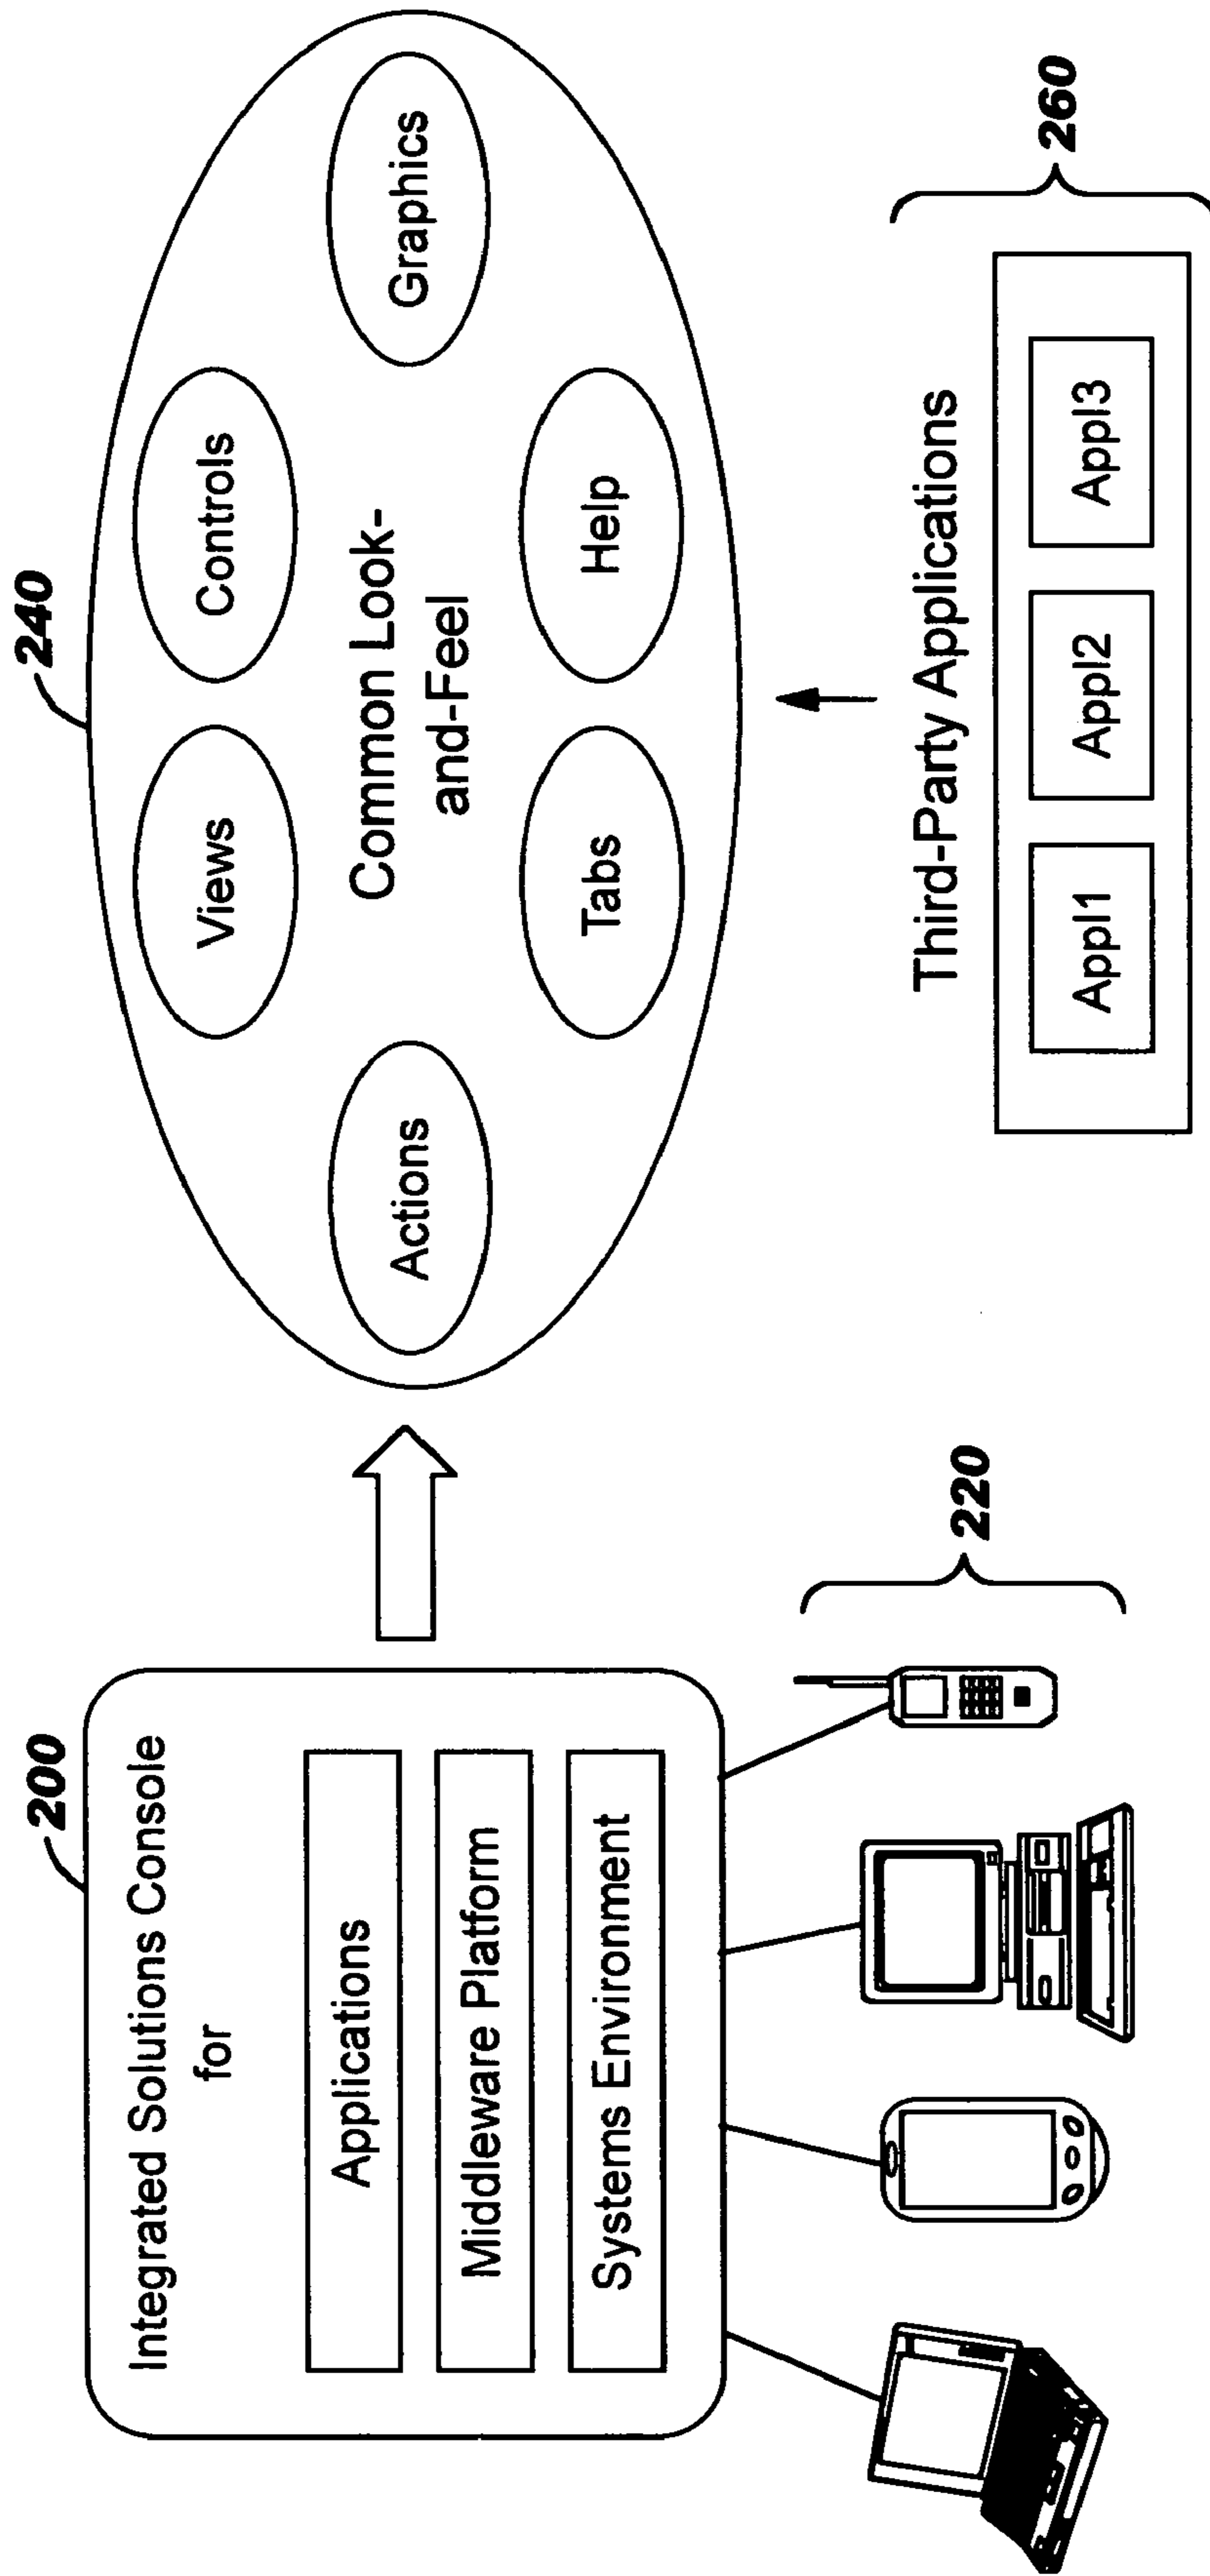 200
Integrated Solutions Console
for
Applications
Middleware Platform
Systems Environment
220
240
Views
Controls
Actions
Common Look-
and-Feel
Graphics
Tabs
Help
Third-Party Applications
Appl1
Appl2
Appl3
260